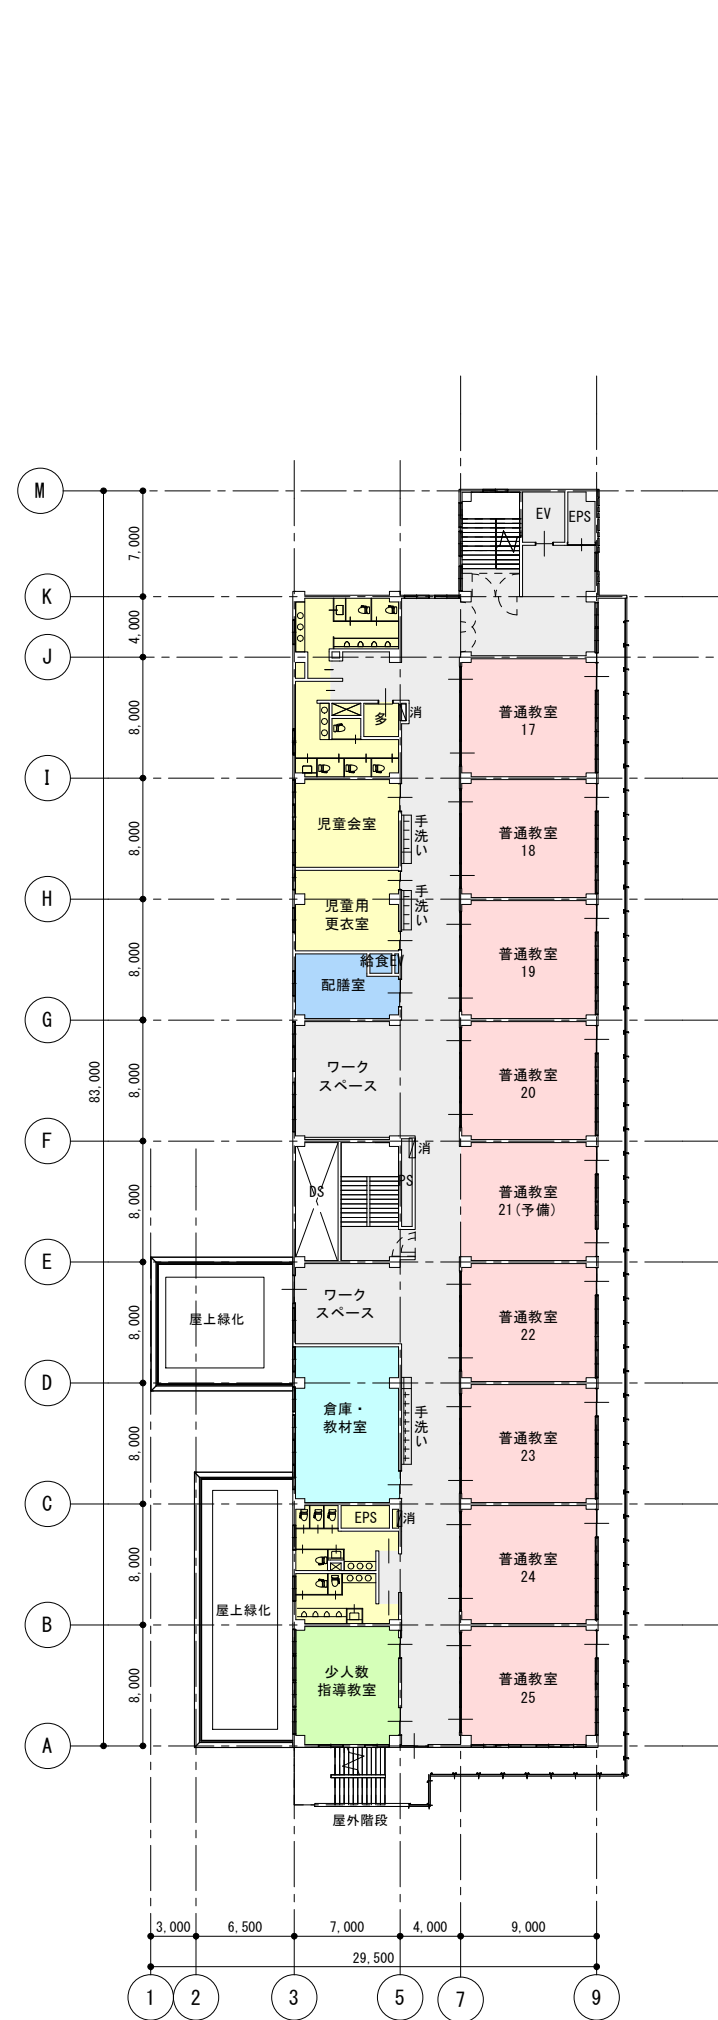 M
EV
EPS
7,000
K
4,000
J
普通教室
17
多
消
8,000
I
児童会室
手洗い
普通教室
18
8,000
H
児童用
更衣室
手洗い
給食EV
配膳室
普通教室
19
8,000
G
ワーク
スペース
普通教室
20
83,000
8,000
F
消
DS
PS
普通教室
21(予備)
8,000
E
屋上緑化
ワーク
スペース
普通教室
22
8,000
D
倉庫・
教材室
手洗い
普通教室
23
8,000
C
EPS
消
普通教室
24
8,000
B
屋上緑化
少人数
指導教室
普通教室
25
8,000
A
屋外階段
3,000
6,500
7,000
4,000
9,000
29,500
1
2
3
5
7
9